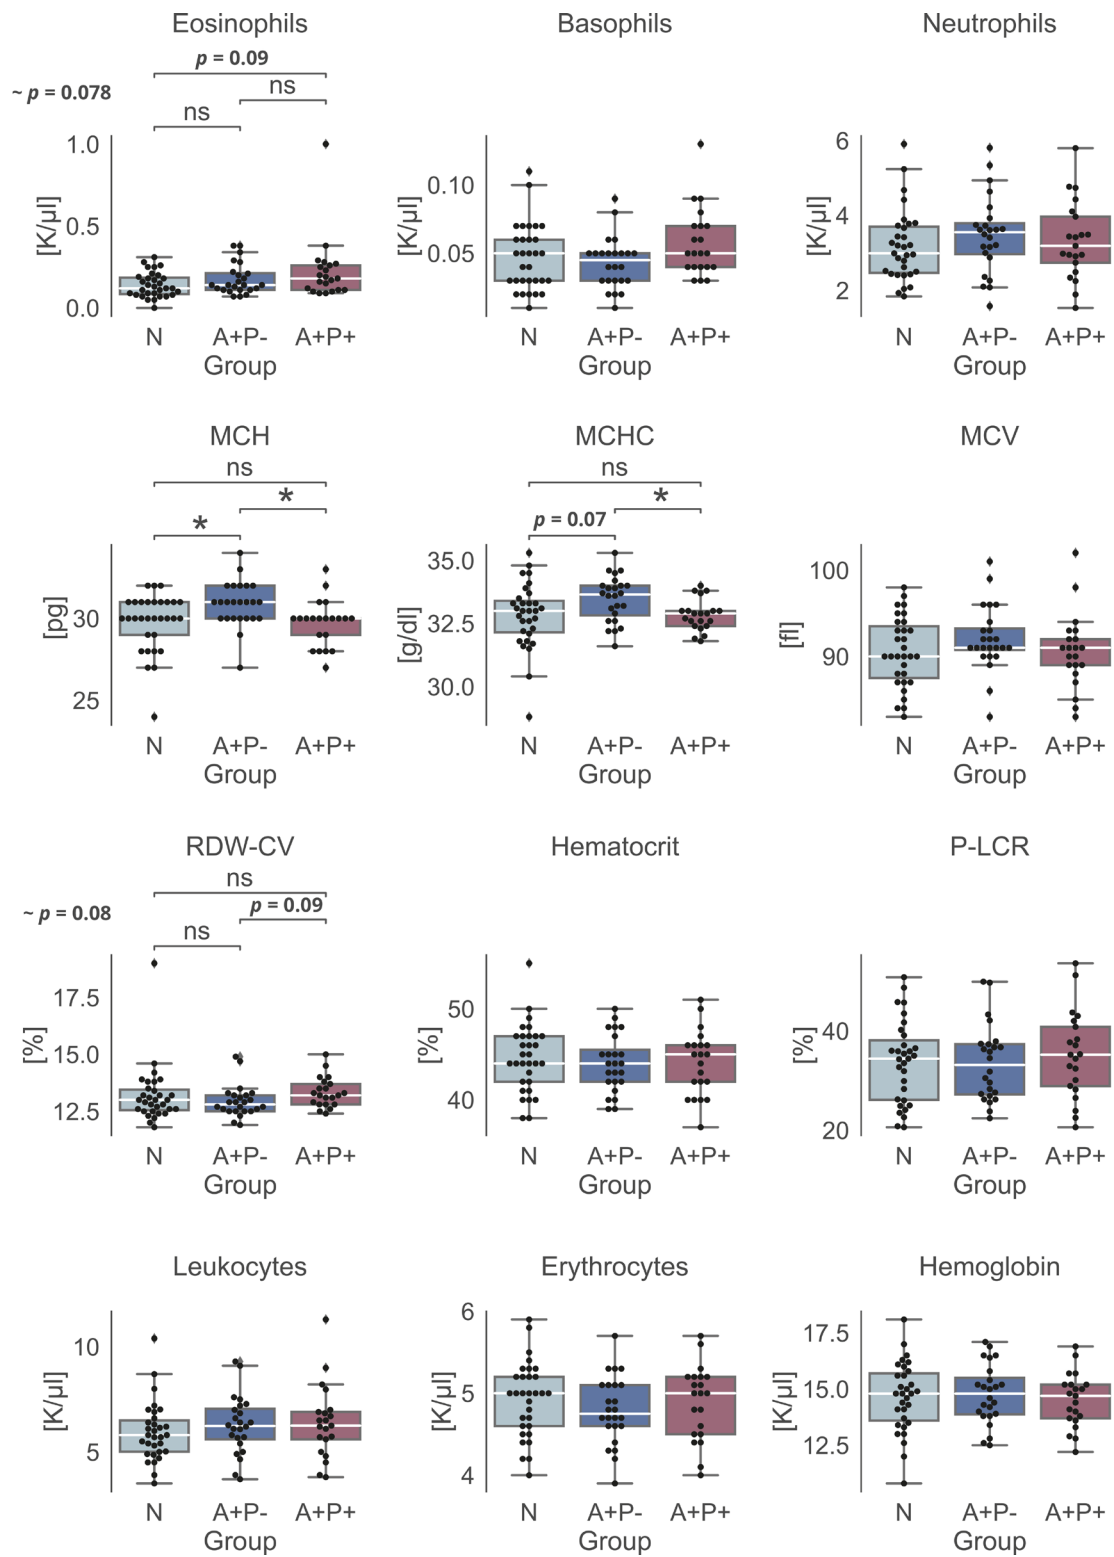 Eosinophils Basophils Neutrophils
p = 0.09
~ p = 0.078
ns
ns
1.0
0.5
0.0
[K/μl]
N A+P- A+P+
Group
0.10
0.05
[K/μl]
N A+P- A+P+
Group
6
4
2
[K/μl]
N A+P- A+P+
Group
MCH MCHC MCV
ns
*
*
30
25
[pg]
N A+P- A+P+
Group
ns
*
p = 0.07
35.0
32.5
30.0
[g/dl]
N A+P- A+P+
Group
100
90
[fl]
N A+P- A+P+
Group
RDW-CV Hematocrit P-LCR
ns
p = 0.09
~ p = 0.08
ns
17.5
15.0
12.5
[%]
N A+P- A+P+
Group
50
40
[%]
N A+P- A+P+
Group
40
20
[%]
N A+P- A+P+
Group
Leukocytes Erythrocytes Hemoglobin
10
5
[K/μl]
N A+P- A+P+
Group
6
5
4
[K/μl]
N A+P- A+P+
Group
17.5
15.0
12.5
[K/μl]
N A+P- A+P+
Group